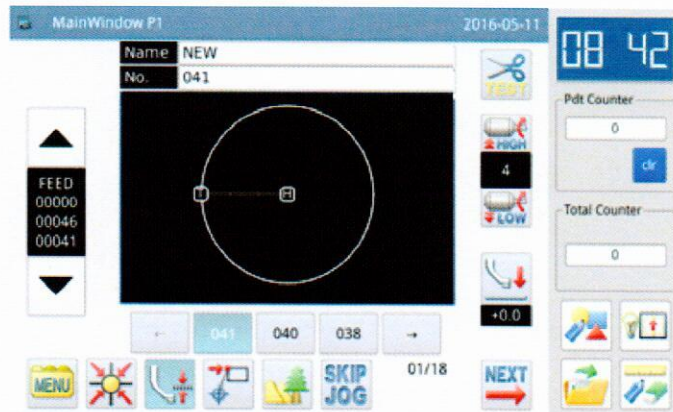 MainWindow P1
2016-05-11
08 42
Name NEW
No. 041
TEST
HIGH
4
LOW
FEED
00000
00046
00041
T
H
+0.0
Pdt Counter
0
clr
Total Counter
0
← 041 040 038 →
01/18
MENU
SKIP
JOG
NEXT